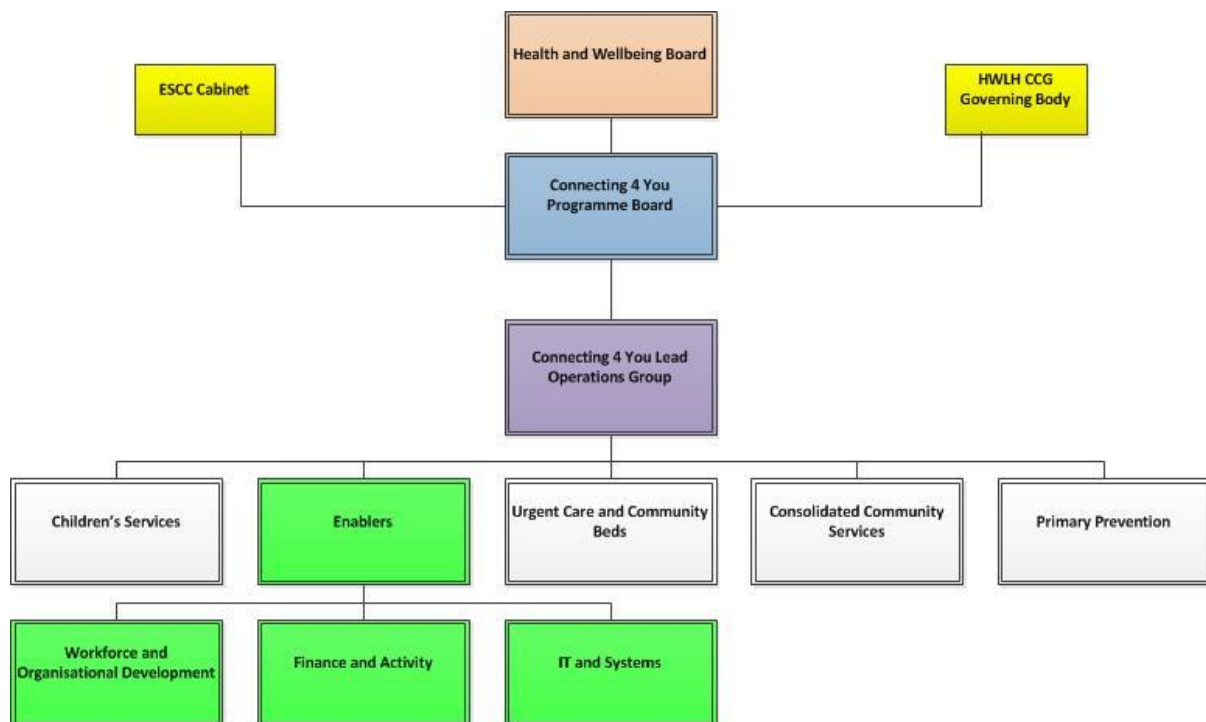 Health and Wellbeing Board
ESCC Cabinet
HWLH CCG
Governing Body
Connecting 4 You
Programme Board
Connecting 4 You Lead
Operations Group
Children's Services
Enablers
Urgent Care and Community
Beds
Consolidated Community
Services
Primary Prevention
Workforce and
Organisational Development
Finance and Activity
IT and Systems